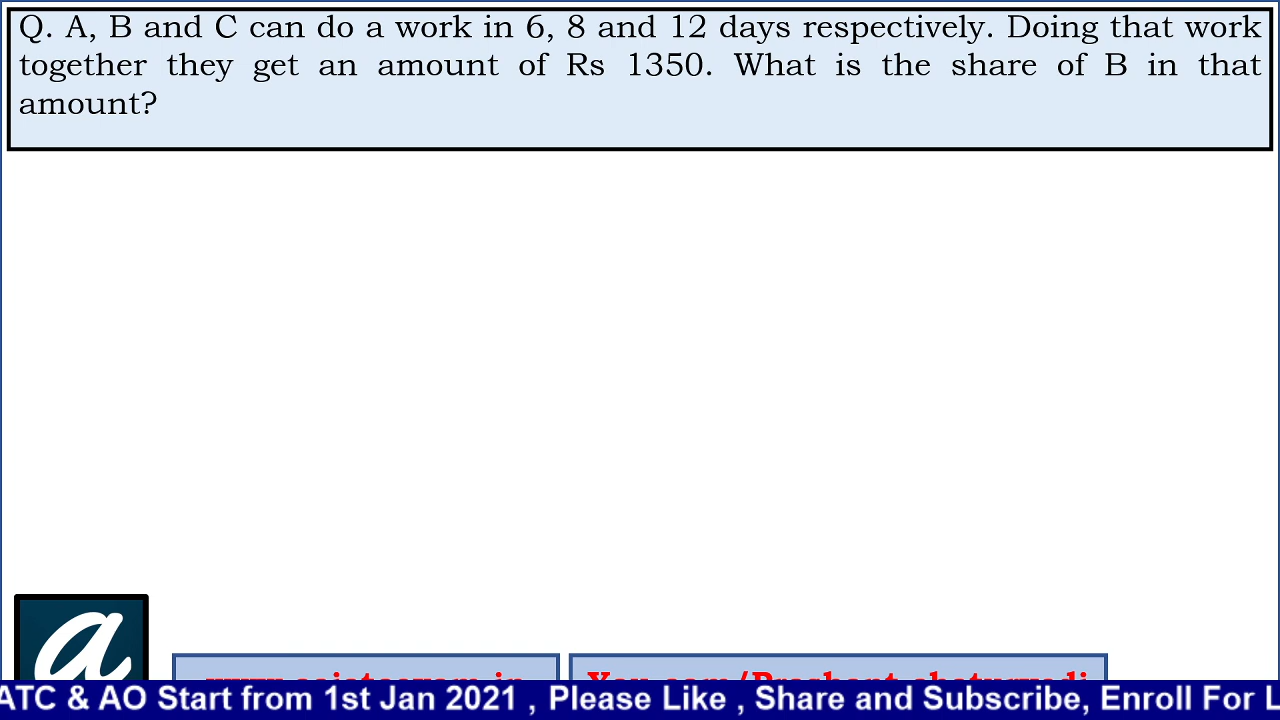 Q. A, B and C can do a work in 6, 8 and 12 days respectively. Doing that work
together they get an amount of Rs 1350. What is the share of B in that
amount?
a
ATC & AO Start from 1st Jan 2021 , Please Like , Share and Subscribe, Enroll For L